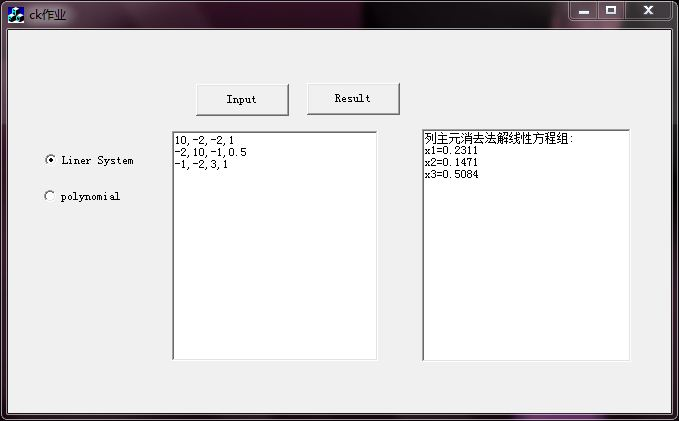 ck作业
Input
Result
Liner System
polynomial
10,-2,-2,1
-2,10,-1,0.5
-1,-2,3,1
列主元消去法解线性方程组:
x1=0.2311
x2=0.1471
x3=0.5084